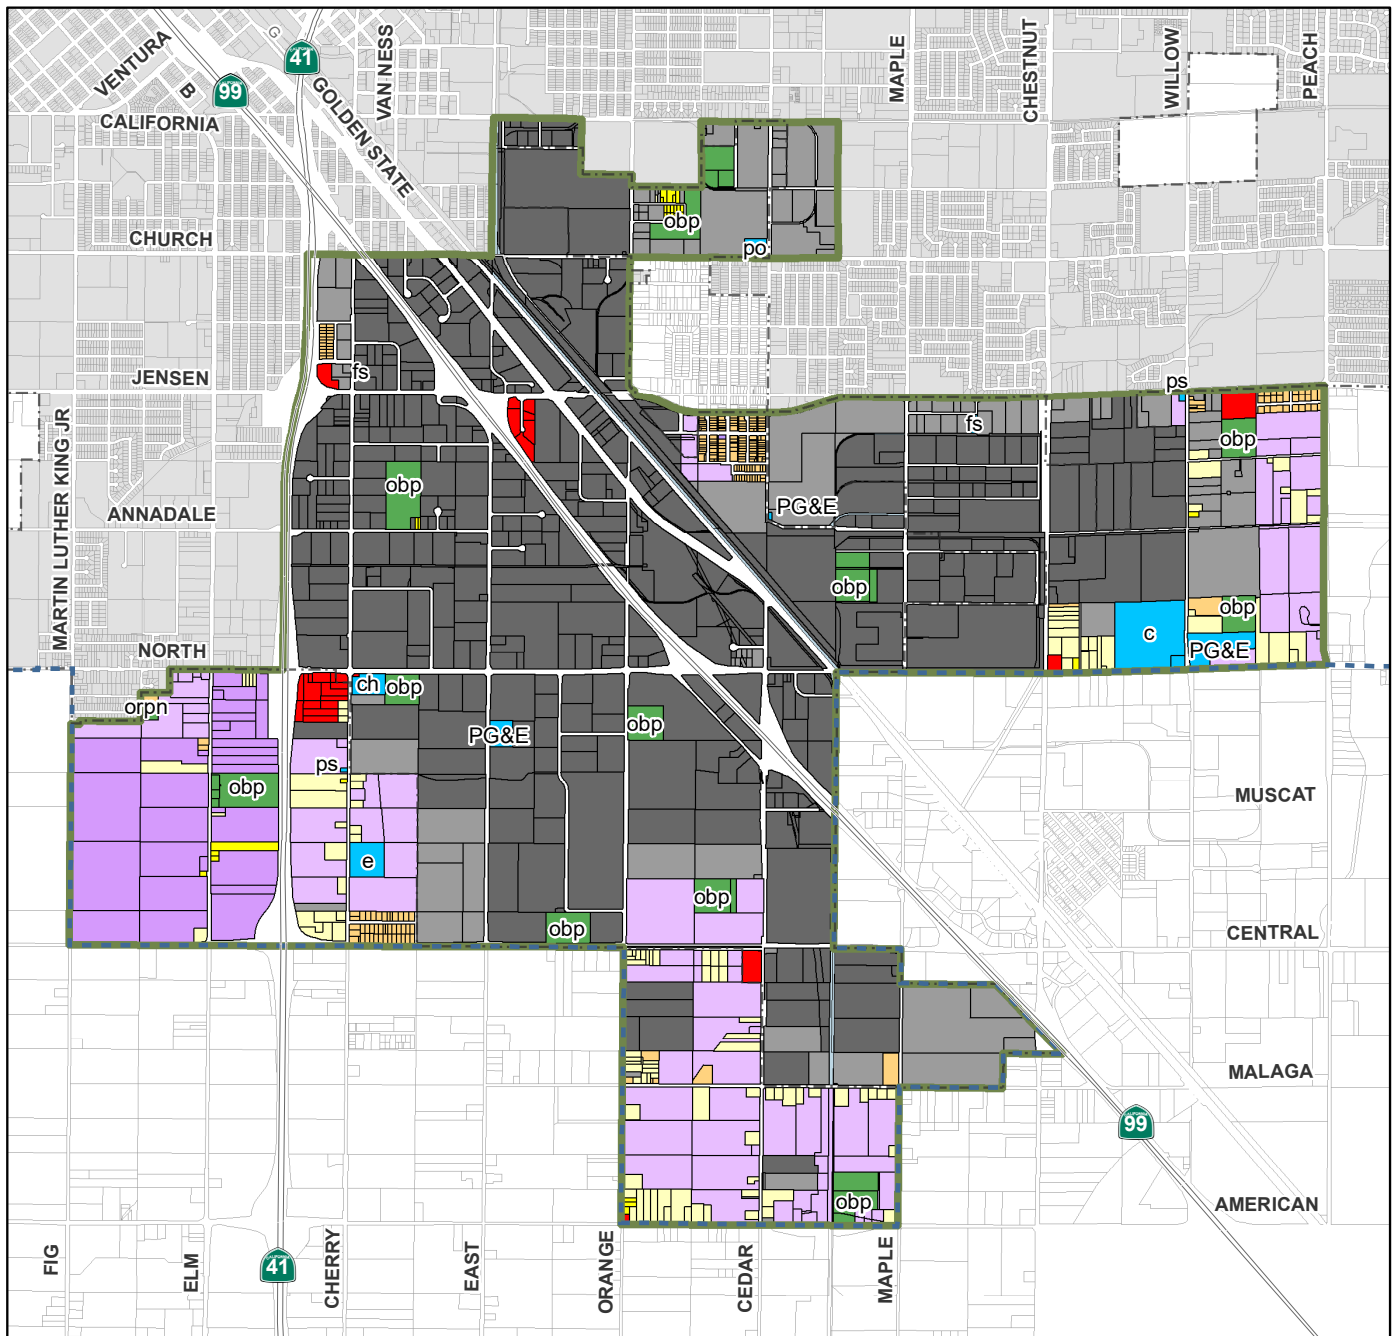 VENTURA
G
41
VAN NESS
MAPLE
CHESTNUT
WILLOW
PEACH
99
B
GOLDEN STATE
CALIFORNIA
CHURCH
obp
po
JENSEN
fs
ps
fs
obp
MARTIN LUTHER KING JR
obp
ANNADALE
PG&E
obp
obp
NORTH
c
PG&E
ch
obp
orpn
obp
PG&E
ps
obp
MUSCAT
e
obp
obp
CENTRAL
MALAGA
99
obp
AMERICAN
FIG
ELM
41
CHERRY
EAST
ORANGE
CEDAR
MAPLE